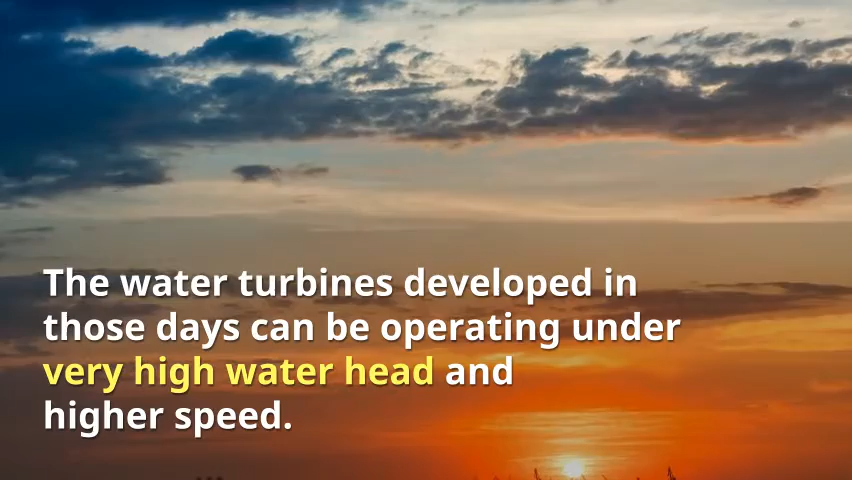 The water turbines developed in
those days can be operating under
very high water head and
higher speed.